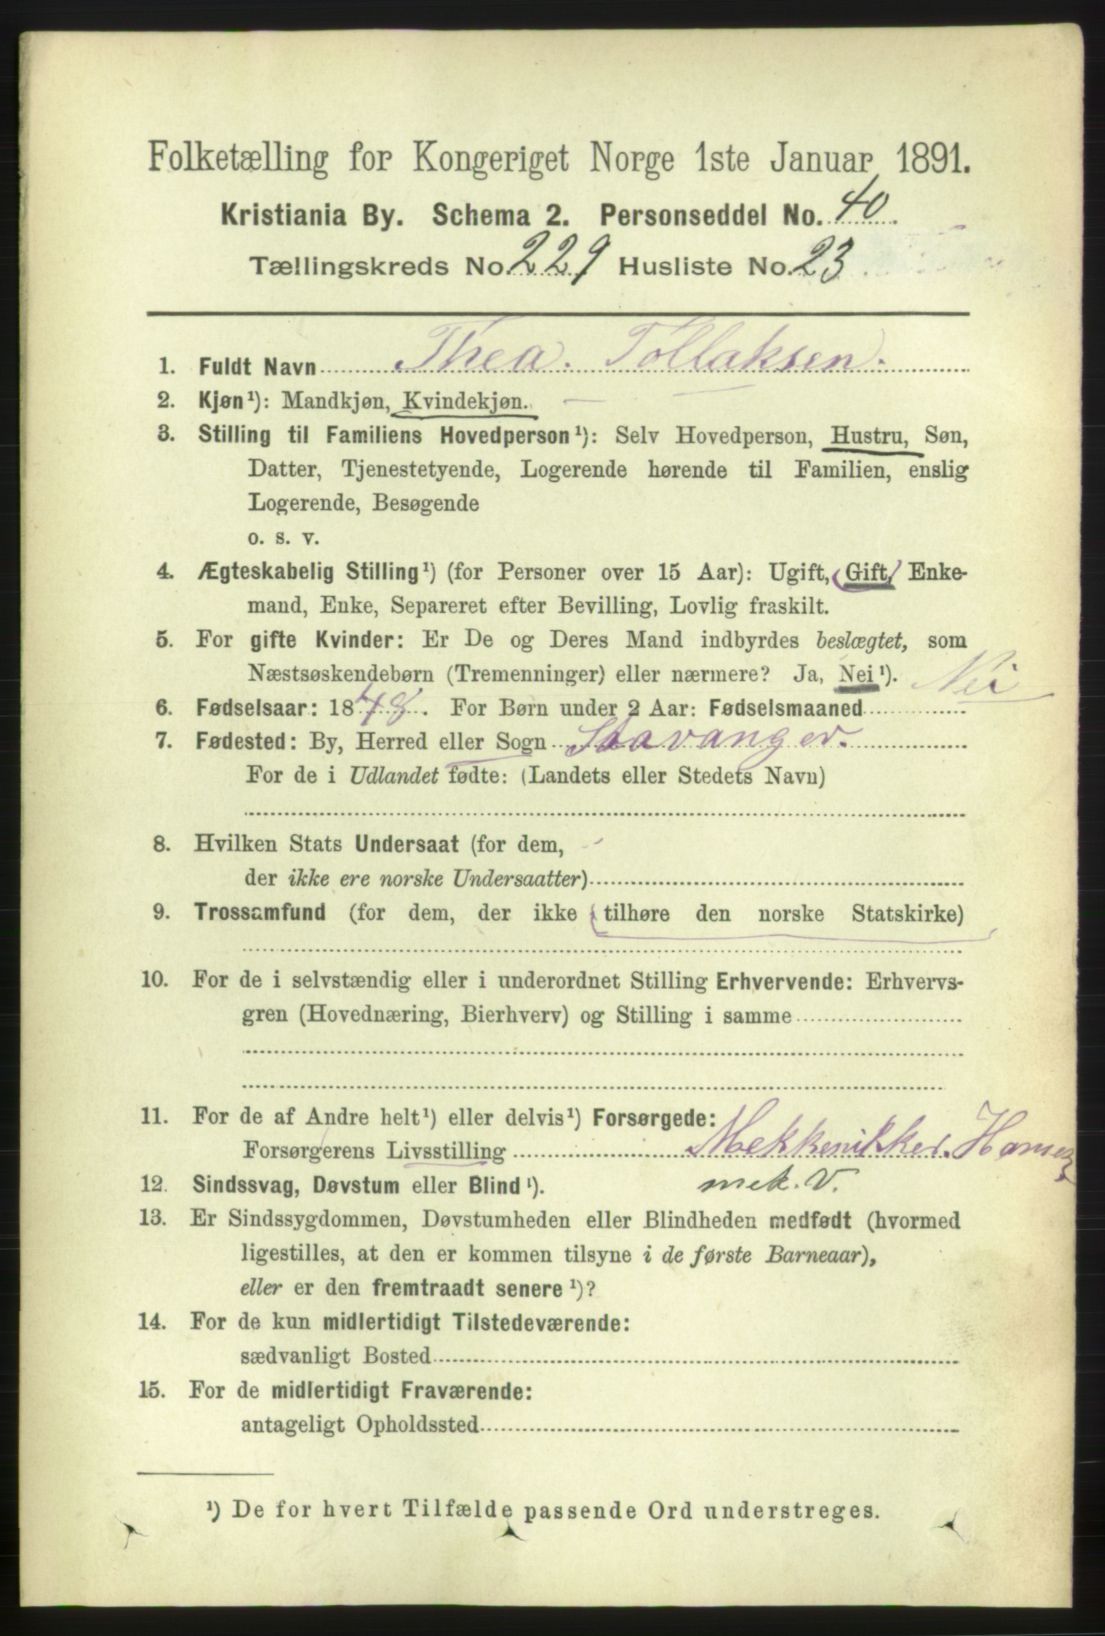 Folketælling for Kongeriget Norge 1ste Januar 1891.
Kristiania By. Schema 2. Personseddel No. 40.
Tællingskreds No. 229 Husliste No. 23
1. Fuldt Navn Thea. Tollaksen.
2. Kjøn¹): Mandkjøn, Kvindekjøn.
3. Stilling til Familiens Hovedperson¹): Selv Hovedperson, Hustru, Søn,
Datter, Tjenestetyende, Logerende hørende til Familien, enslig
Logerende, Besøgende
o. s. v.
4. Ægteskabelig Stilling¹) (for Personer over 15 Aar): Ugift, Gift, Enke-
mand, Enke, Separeret efter Bevilling, Lovlig fraskilt.
5. For gifte Kvinder: Er De og Deres Mand indbyrdes beslægtet, som
Næstsøskendebørn (Tremenninger) eller nærmere? Ja, Nei¹). Nei
6. Fødselsaar: 1848. For Børn under 2 Aar: Fødselsmaaned
7. Fødested: By, Herred eller Sogn Staavanger.
For de i Udlandet fødte: (Landets eller Stedets Navn)
8. Hvilken Stats Undersaat (for dem,
der ikke ere norske Undersaatter)
9. Trossamfund (for dem, der ikke tilhøre den norske Statskirke)
10. For de i selvstændig eller i underordnet Stilling Erhvervende: Erhvervs-
gren (Hovednæring, Bierhverv) og Stilling i samme
11. For de af Andre helt¹) eller delvis¹) Forsørgede:
Forsørgerens Livsstilling Mekkenikker.
12. Sindssvag, Døvstum eller Blind¹). mek. V.
13. Er Sindssygdommen, Døvstumheden eller Blindheden medfødt (hvormed
ligestilles, at den er kommen tilsyne i de første Barneaar),
eller er den fremtraadt senere¹)?
14. For de kun midlertidigt Tilstedeværende:
sædvanligt Bosted
15. For de midlertidigt Fraværende:
antageligt Opholdssted
¹) De for hvert Tilfælde passende Ord understreges.